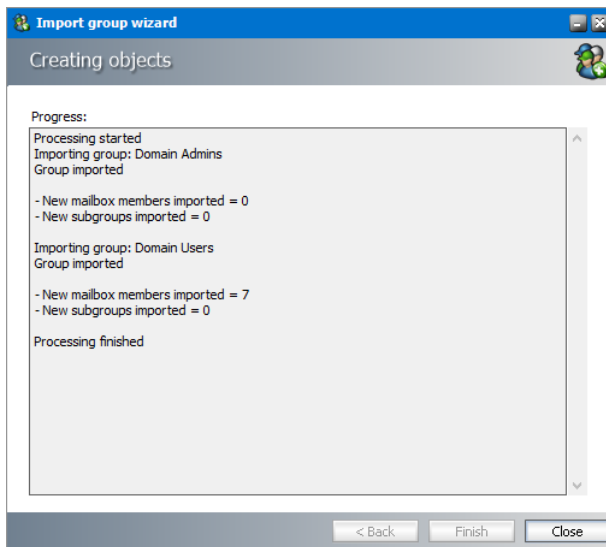 Import group wizard
Creating objects
Progress:
Processing started
Importing group: Domain Admins
Group imported
- New mailbox members imported = 0
- New subgroups imported = 0
Importing group: Domain Users
Group imported
- New mailbox members imported = 7
- New subgroups imported = 0
Processing finished
< Back Finish Close